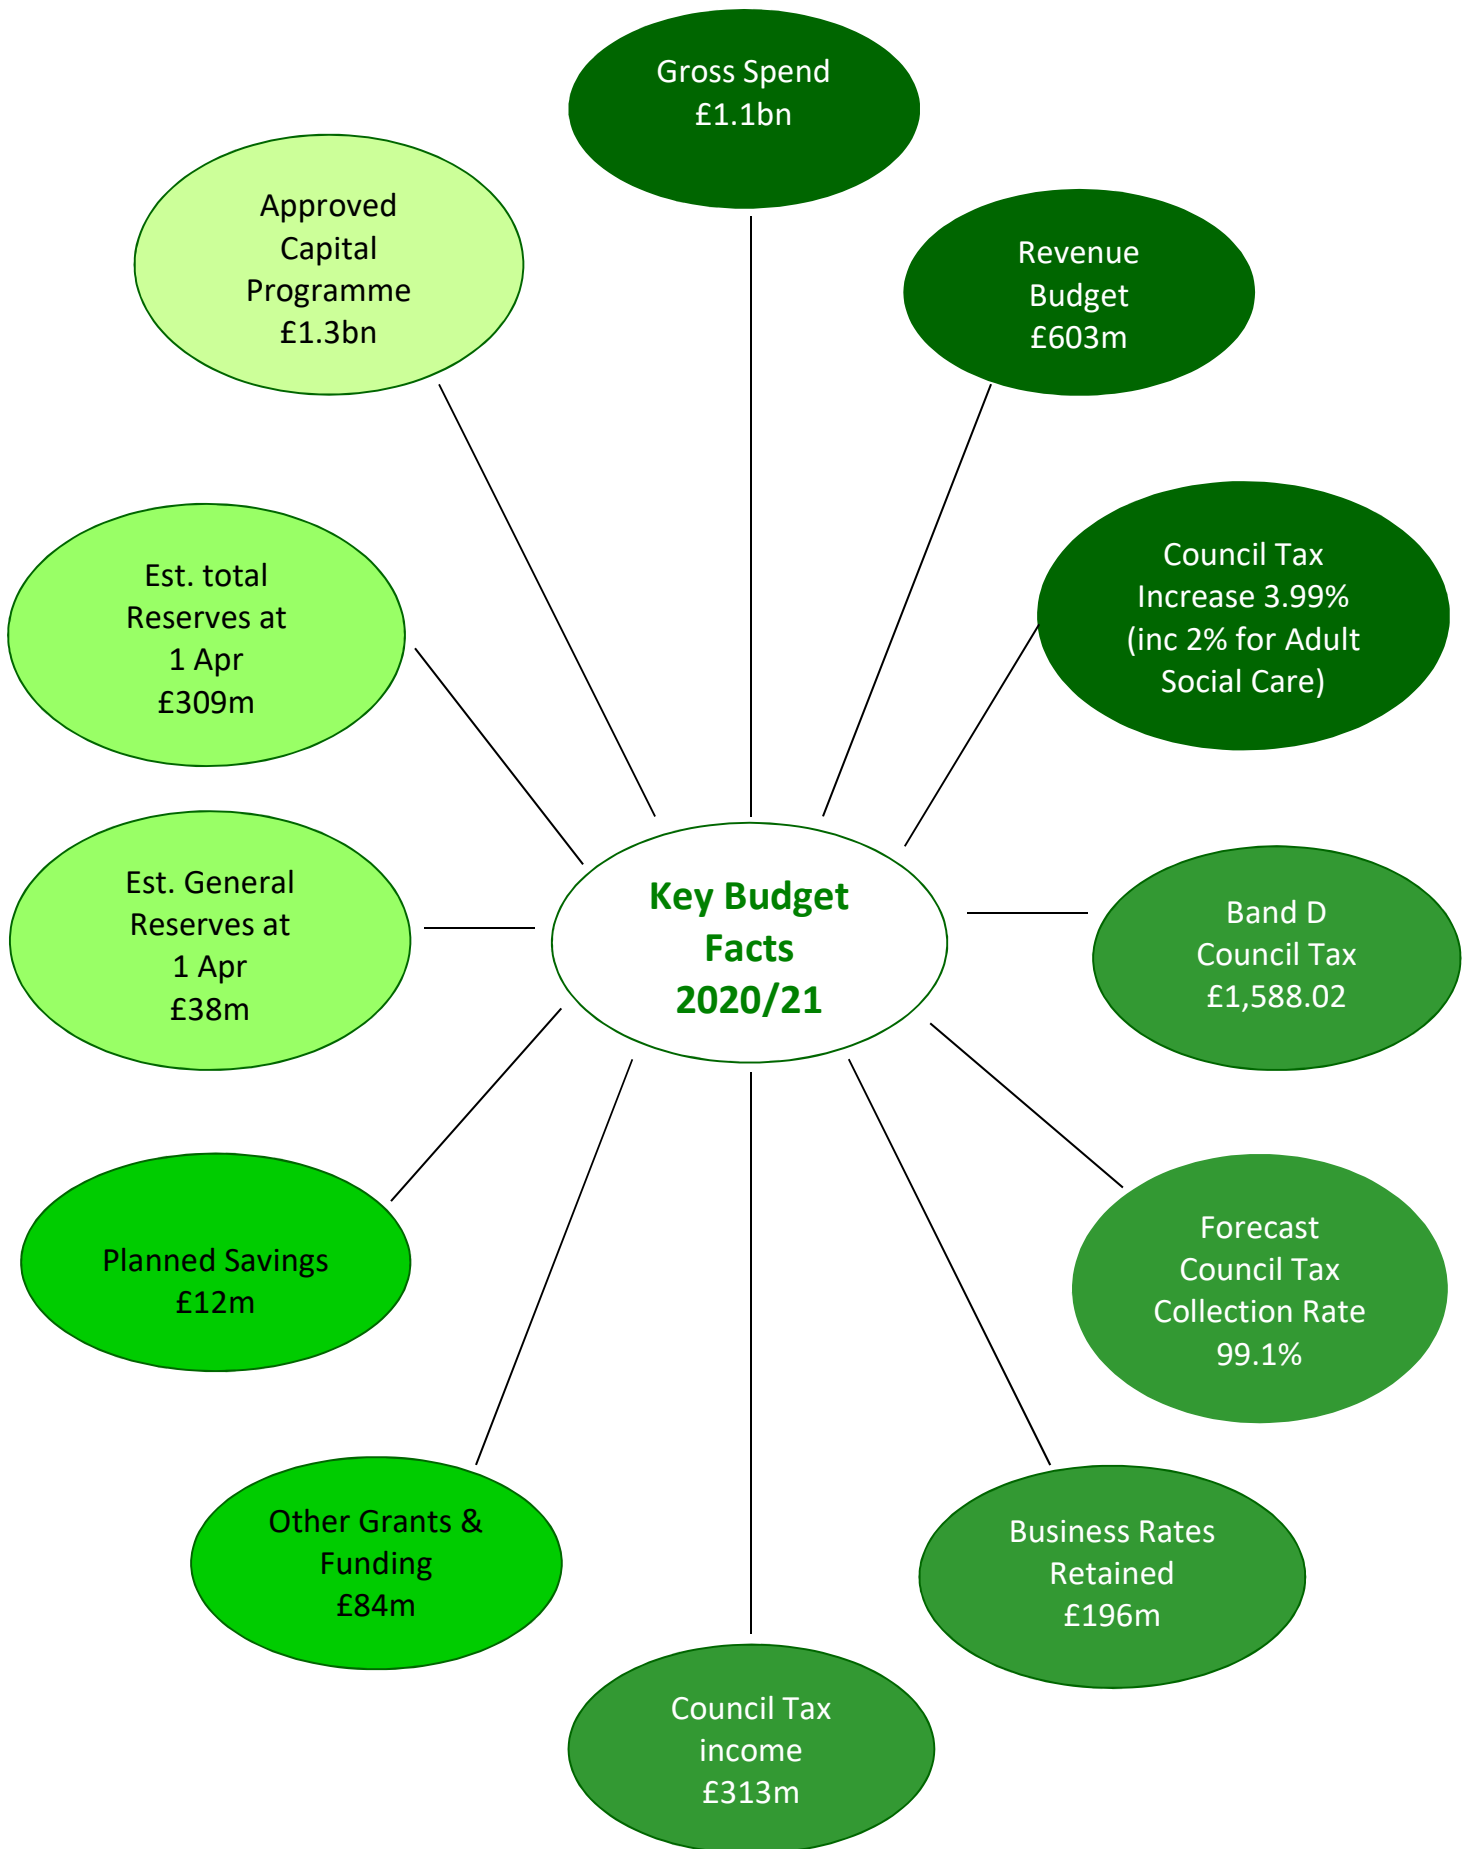 Gross Spend
£1.1bn
Approved
Capital
Programme
£1.3bn
Revenue
Budget
£603m
Council Tax
Increase 3.99%
(inc 2% for Adult
Social Care)
Est. total
Reserves at
1 Apr
£309m
Key Budget
Facts
2020/21
Est. General
Reserves at
1 Apr
£38m
Band D
Council Tax
£1,588.02
Planned Savings
£12m
Forecast
Council Tax
Collection Rate
99.1%
Other Grants &
Funding
£84m
Business Rates
Retained
£196m
Council Tax
income
£313m